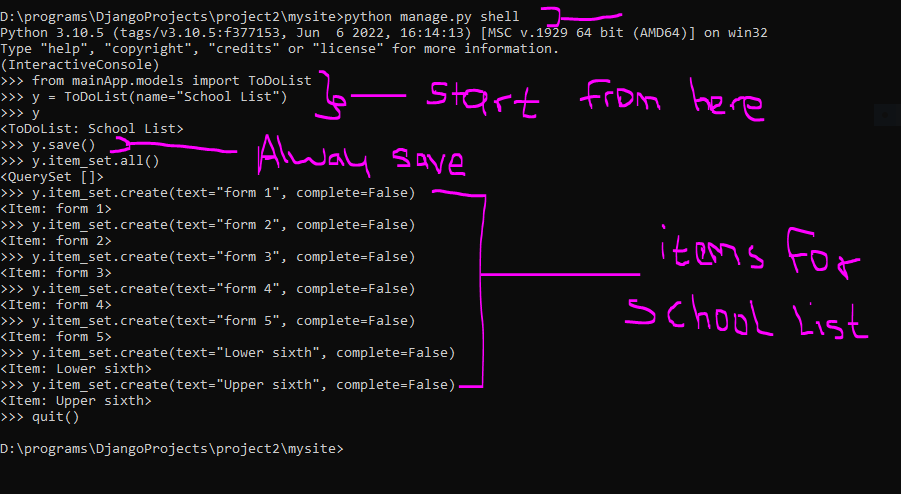 D:\programs\DjangoProjects\project2\mysite>python manage.py shell
Python 3.10.5 (tags/v3.10.5:f377153, Jun  6 2022, 16:14:13) [MSC v.1929 64 bit (AMD64)] on win32
Type "help", "copyright", "credits" or "license" for more information.
(InteractiveConsole)
>>> from mainApp.models import ToDoList
>>> y = ToDoList(name="School List")
start from here
>>> y
<ToDoList: School List>
>>> y.save()
Alway save
>>> y.item_set.all()
<QuerySet []>
>>> y.item_set.create(text="form 1", complete=False)
<Item: form 1>
>>> y.item_set.create(text="form 2", complete=False)
<Item: form 2>
>>> y.item_set.create(text="form 3", complete=False)
<Item: form 3>
>>> y.item_set.create(text="form 4", complete=False)
<Item: form 4>
>>> y.item_set.create(text="form 5", complete=False)
<Item: form 5>
>>> y.item_set.create(text="Lower sixth", complete=False)
<Item: Lower sixth>
>>> y.item_set.create(text="Upper sixth", complete=False)
<Item: Upper sixth>
items For
school List
>>> quit()
D:\programs\DjangoProjects\project2\mysite>